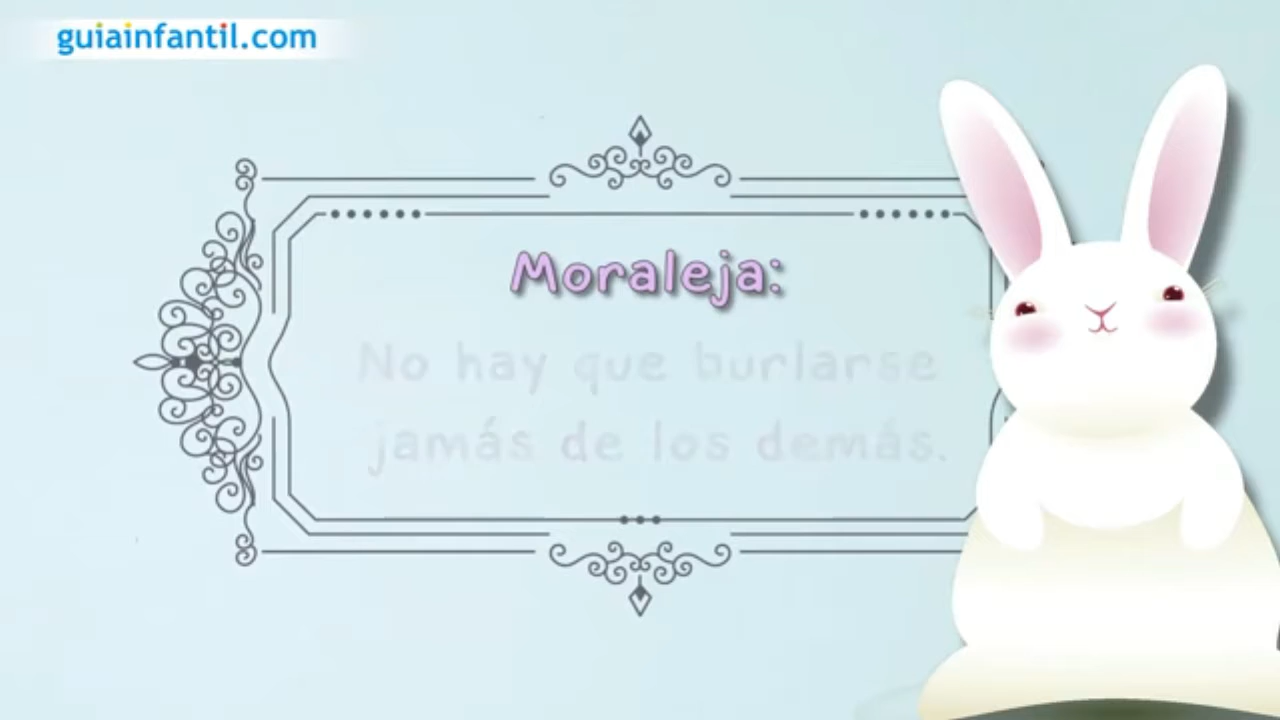 guiainfantil.com
Moraleja:
No hay que burlarse
jamás de los demás.